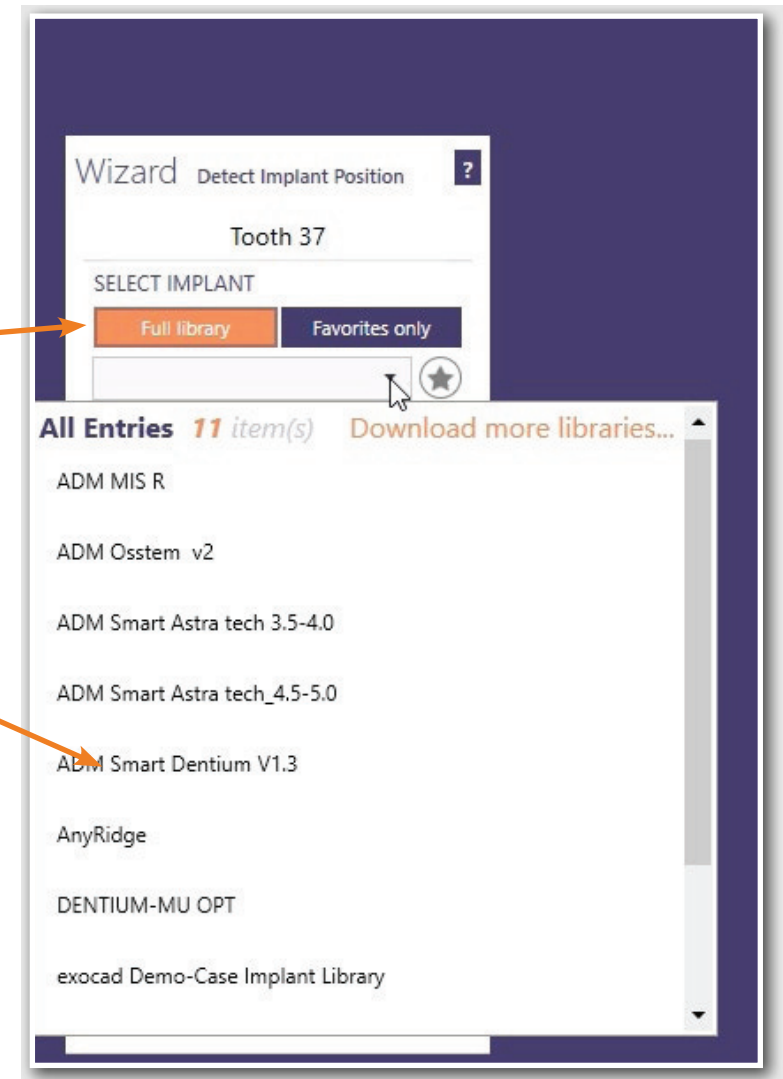 Wizard Detect Implant Position ?
Tooth 37
SELECT IMPLANT
Full library Favorites only
All Entries 11 item(s) Download more libraries...
ADM MIS R
ADM Osstem v2
ADM Smart Astra tech 3.5-4.0
ADM Smart Astra tech_4.5-5.0
ADM Smart Dentium V1.3
AnyRidge
DENTIUM-MU OPT
exocad Demo-Case Implant Library